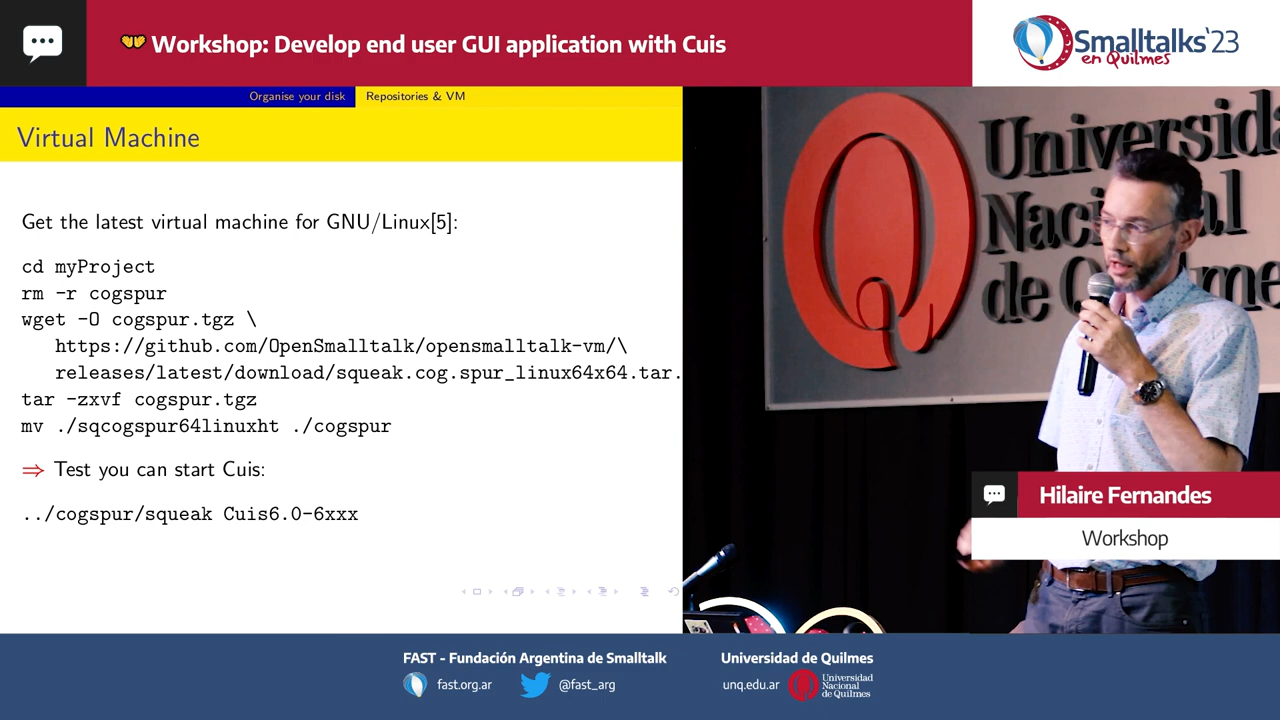 Workshop: Develop end user GUI application with Cuis
Smalltalks'23
en Quilmes
Organise your disk
Repositories & VM
Virtual Machine
Get the latest virtual machine for GNU/Linux[5]:
cd myProject
rm -r cogspur
wget -O cogspur.tgz \
https://github.com/OpenSmalltalk/opensmalltalk-vm/\
releases/latest/download/squeak.cog.spur_linux64x64.tar.
tar -zxvf cogspur.tgz
mv ./sqcogspur64linuxht ./cogspur
⇒ Test you can start Cuis:
../cogspur/squeak Cuis6.0-6xxx
Universida
Nacional
de Quilmes
Hilaire Fernandes
Workshop
FAST - Fundación Argentina de Smalltalk
fast.org.ar
@fast_arg
Universidad de Quilmes
unq.edu.ar
Universidad
Nacional
de Quilmes